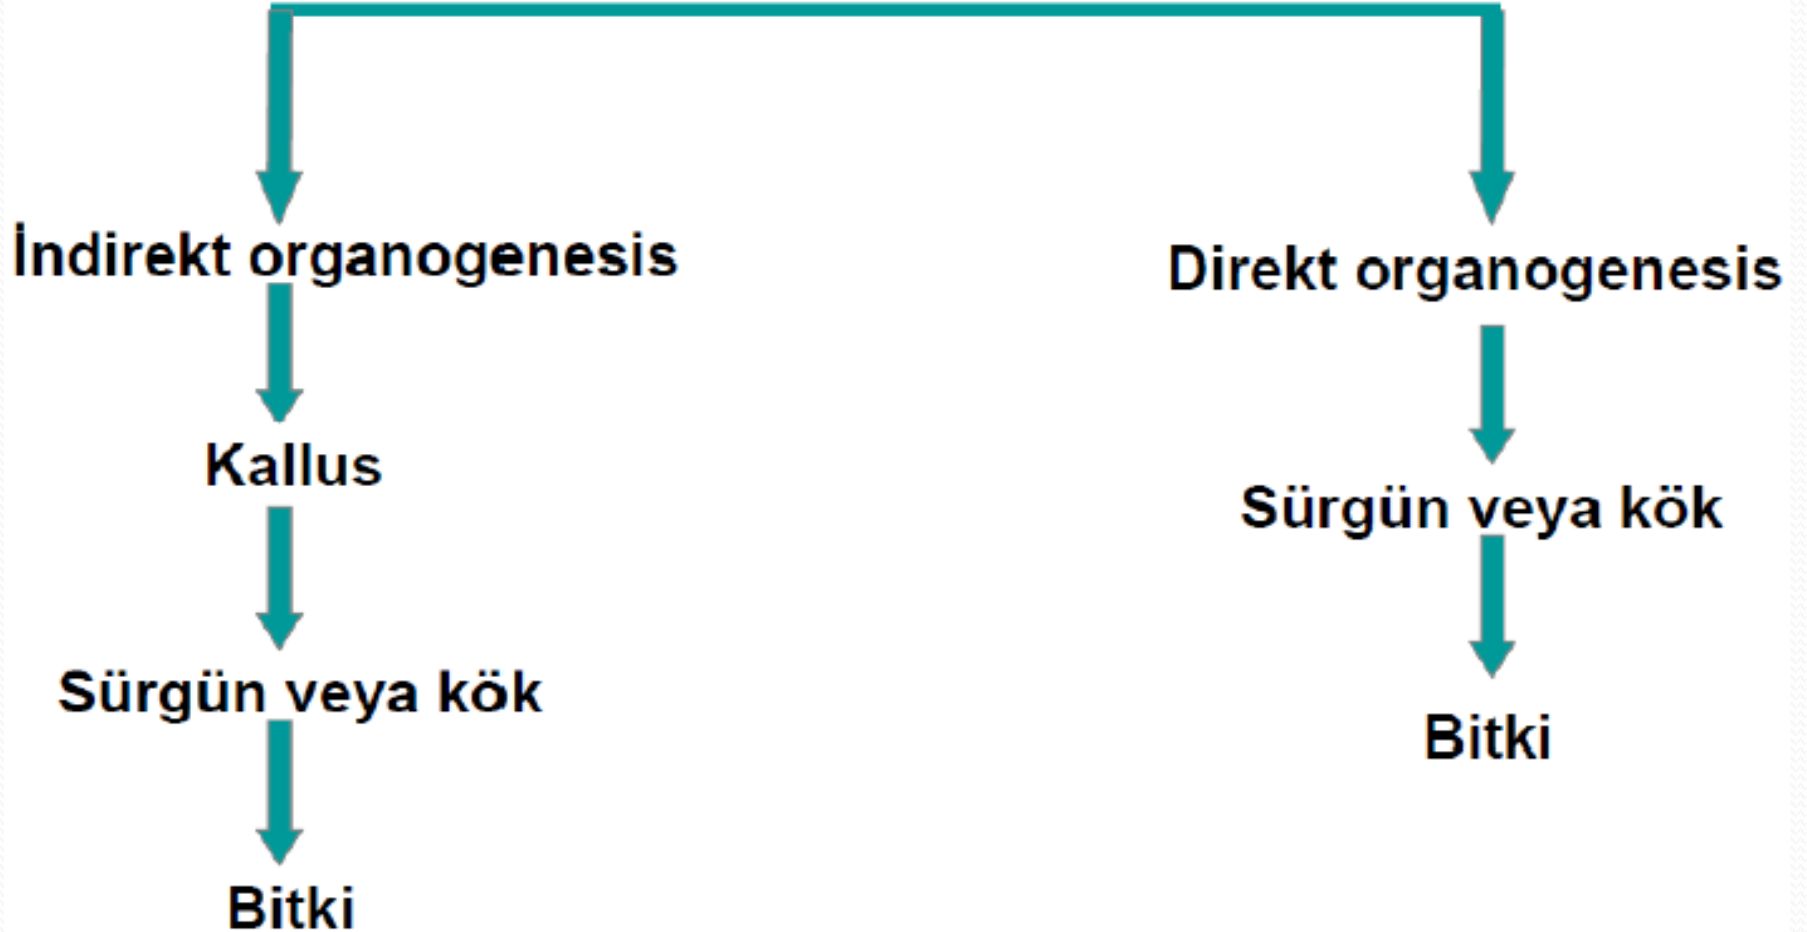 İndirekt organogenesis
Kallus
Sürgün veya kök
Bitki
Direkt organogenesis
Sürgün veya kök
Bitki